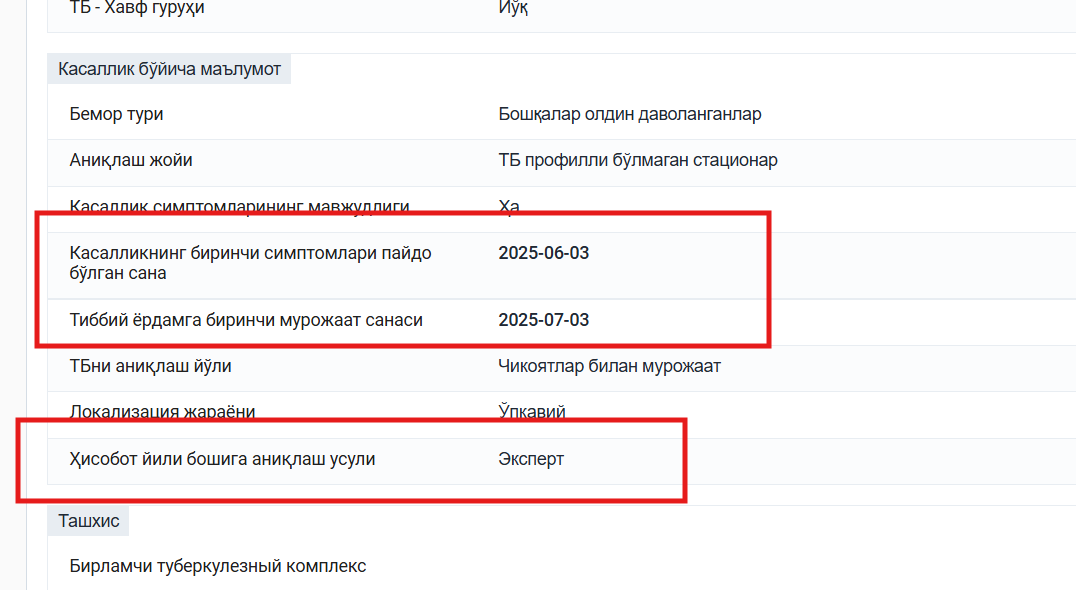 ТБ - Хавф гуруҳи Йўқ
Касаллик бўйича маълумот
Бемор тури Бошқалар олдин даволанганлар
Аниқлаш жойи ТБ профилли бўлмаган стационар
Касаллик симптомларининг мавжудлиги Ҳа
Касалликнинг биринчи симптомлари пайдо 2025-06-03
бўлган сана
Тиббий ёрдамга биринчи мурожаат санаси 2025-07-03
ТБни аниқлаш йўли Чикоятлар билан мурожаат
Локализация жараёни Ўпкавий
Ҳисобот йили бошига аниқлаш усули Эксперт
Ташхис
Бирламчи туберкулезный комплекс